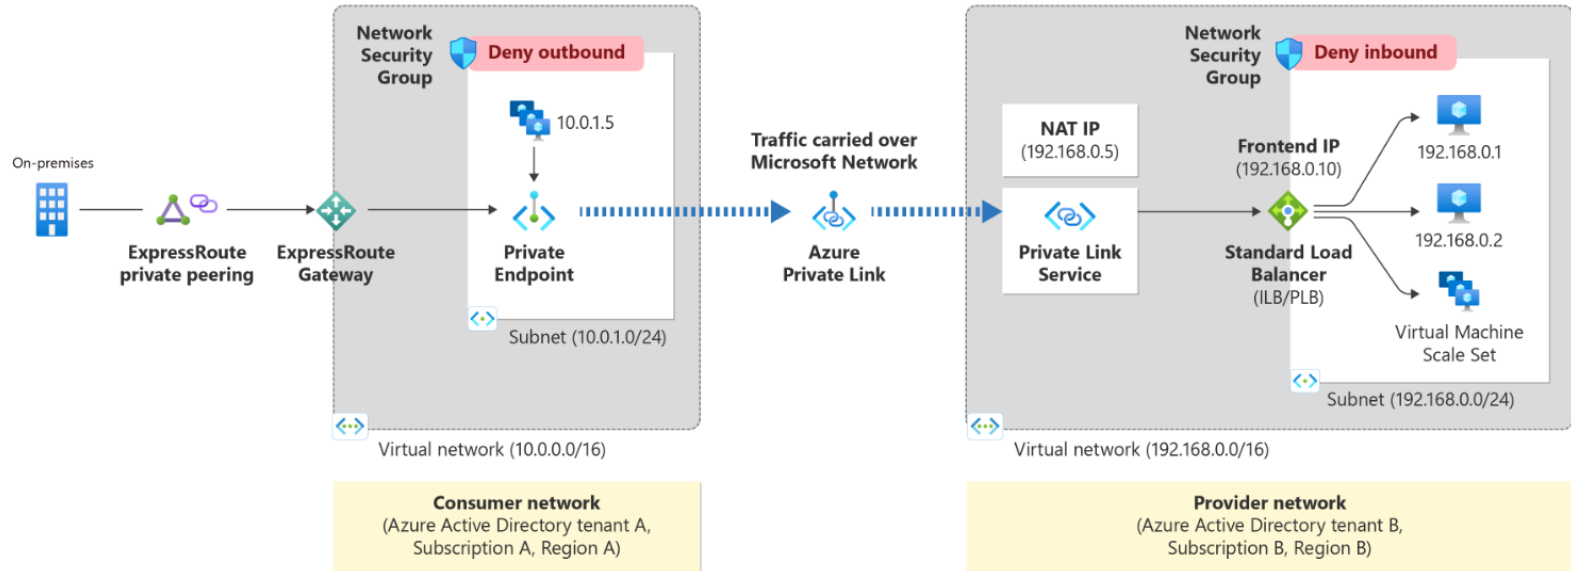 On-premises
ExpressRoute
private peering
ExpressRoute
Gateway
Network
Security
Group
Deny outbound
10.0.1.5
Private
Endpoint
Subnet (10.0.1.0/24)
Virtual network (10.0.0.0/16)
Consumer network
(Azure Active Directory tenant A,
Subscription A, Region A)
Traffic carried over
Microsoft Network
Azure
Private Link
NAT IP
(192.168.0.5)
Private Link
Service
Network
Security
Group
Deny inbound
Frontend IP
(192.168.0.10)
Standard Load
Balancer
(ILB/PLB)
192.168.0.1
192.168.0.2
Virtual Machine
Scale Set
Subnet (192.168.0.0/24)
Virtual network (192.168.0.0/16)
Provider network
(Azure Active Directory tenant B,
Subscription B, Region B)